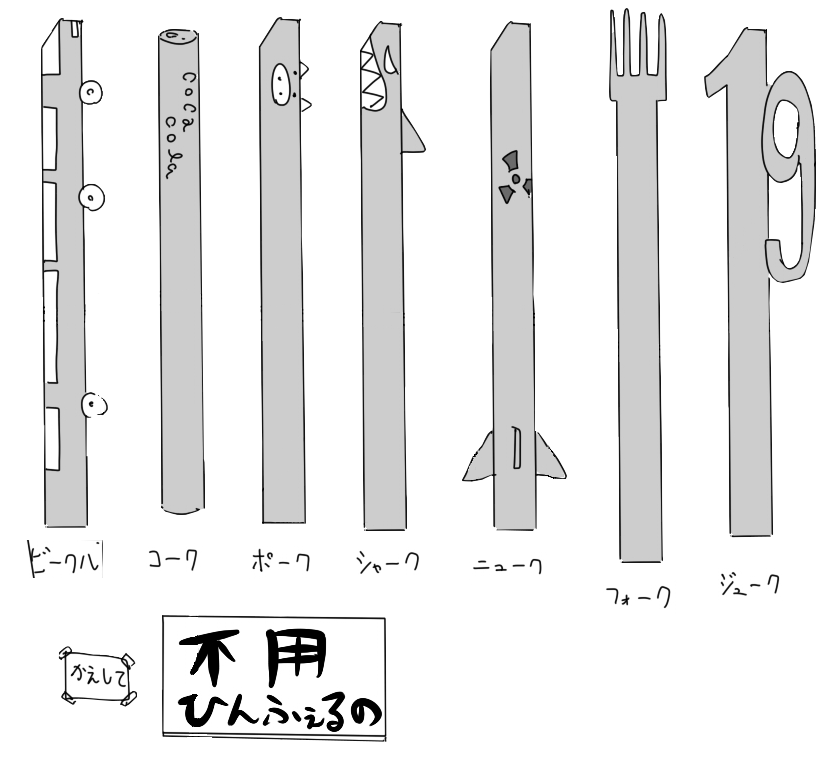 coca
cola
ビークル
コーク
ポーク
シャーク
ニューク
フォーク
ジューク
19
かえして
不用
ひんふぇるの